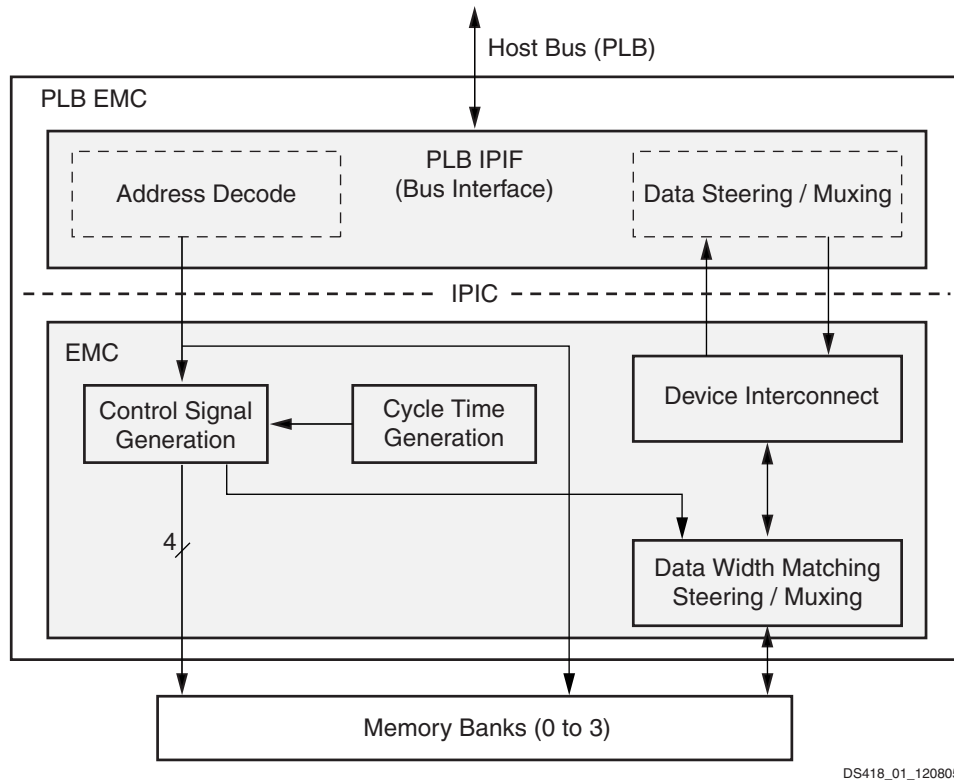 Host Bus (PLB)
PLB EMC
PLB IPIF
(Bus Interface)
Address Decode
Data Steering / Muxing
IPIC
EMC
Control Signal
Generation
Cycle Time
Generation
Device Interconnect
4
Data Width Matching
Steering / Muxing
Memory Banks (0 to 3)
DS418_01_120805